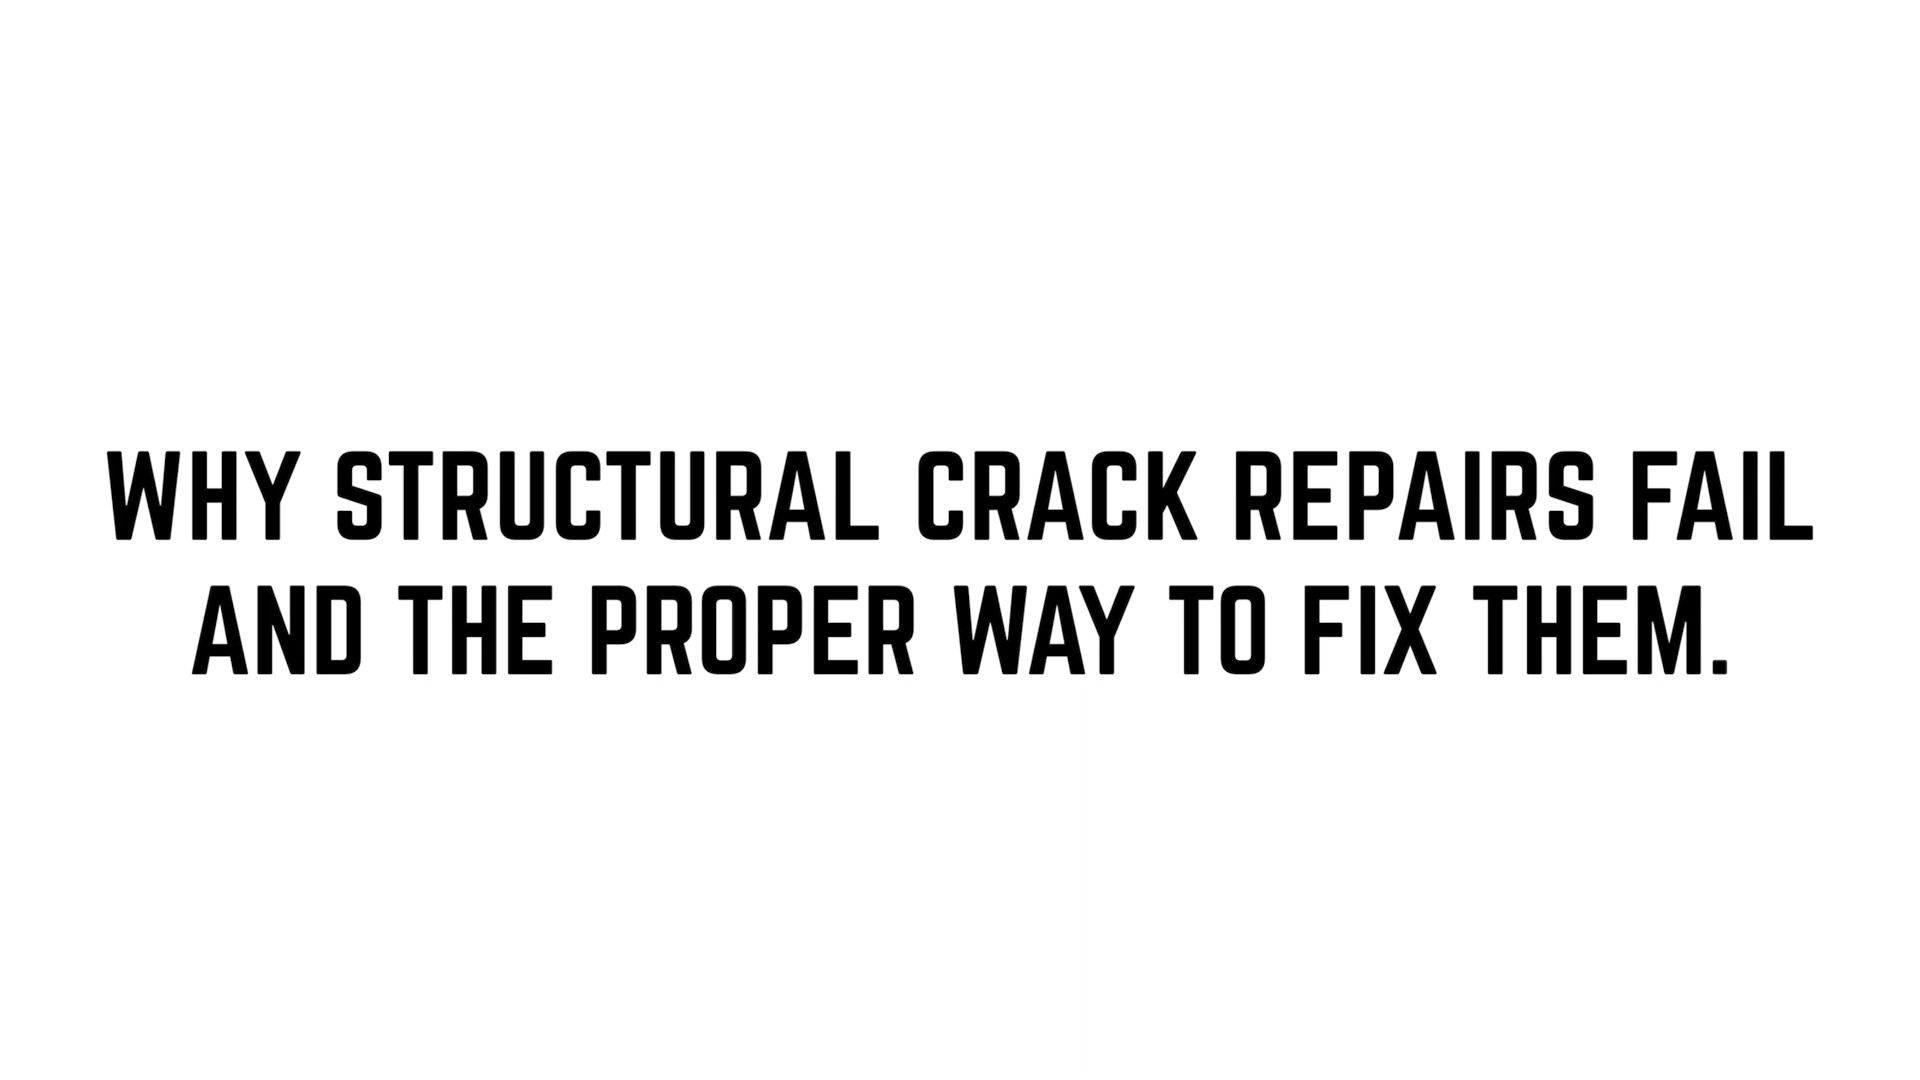 WHY STRUCTURAL CRACK REPAIRS FAIL
AND THE PROPER WAY TO FIX THEM.